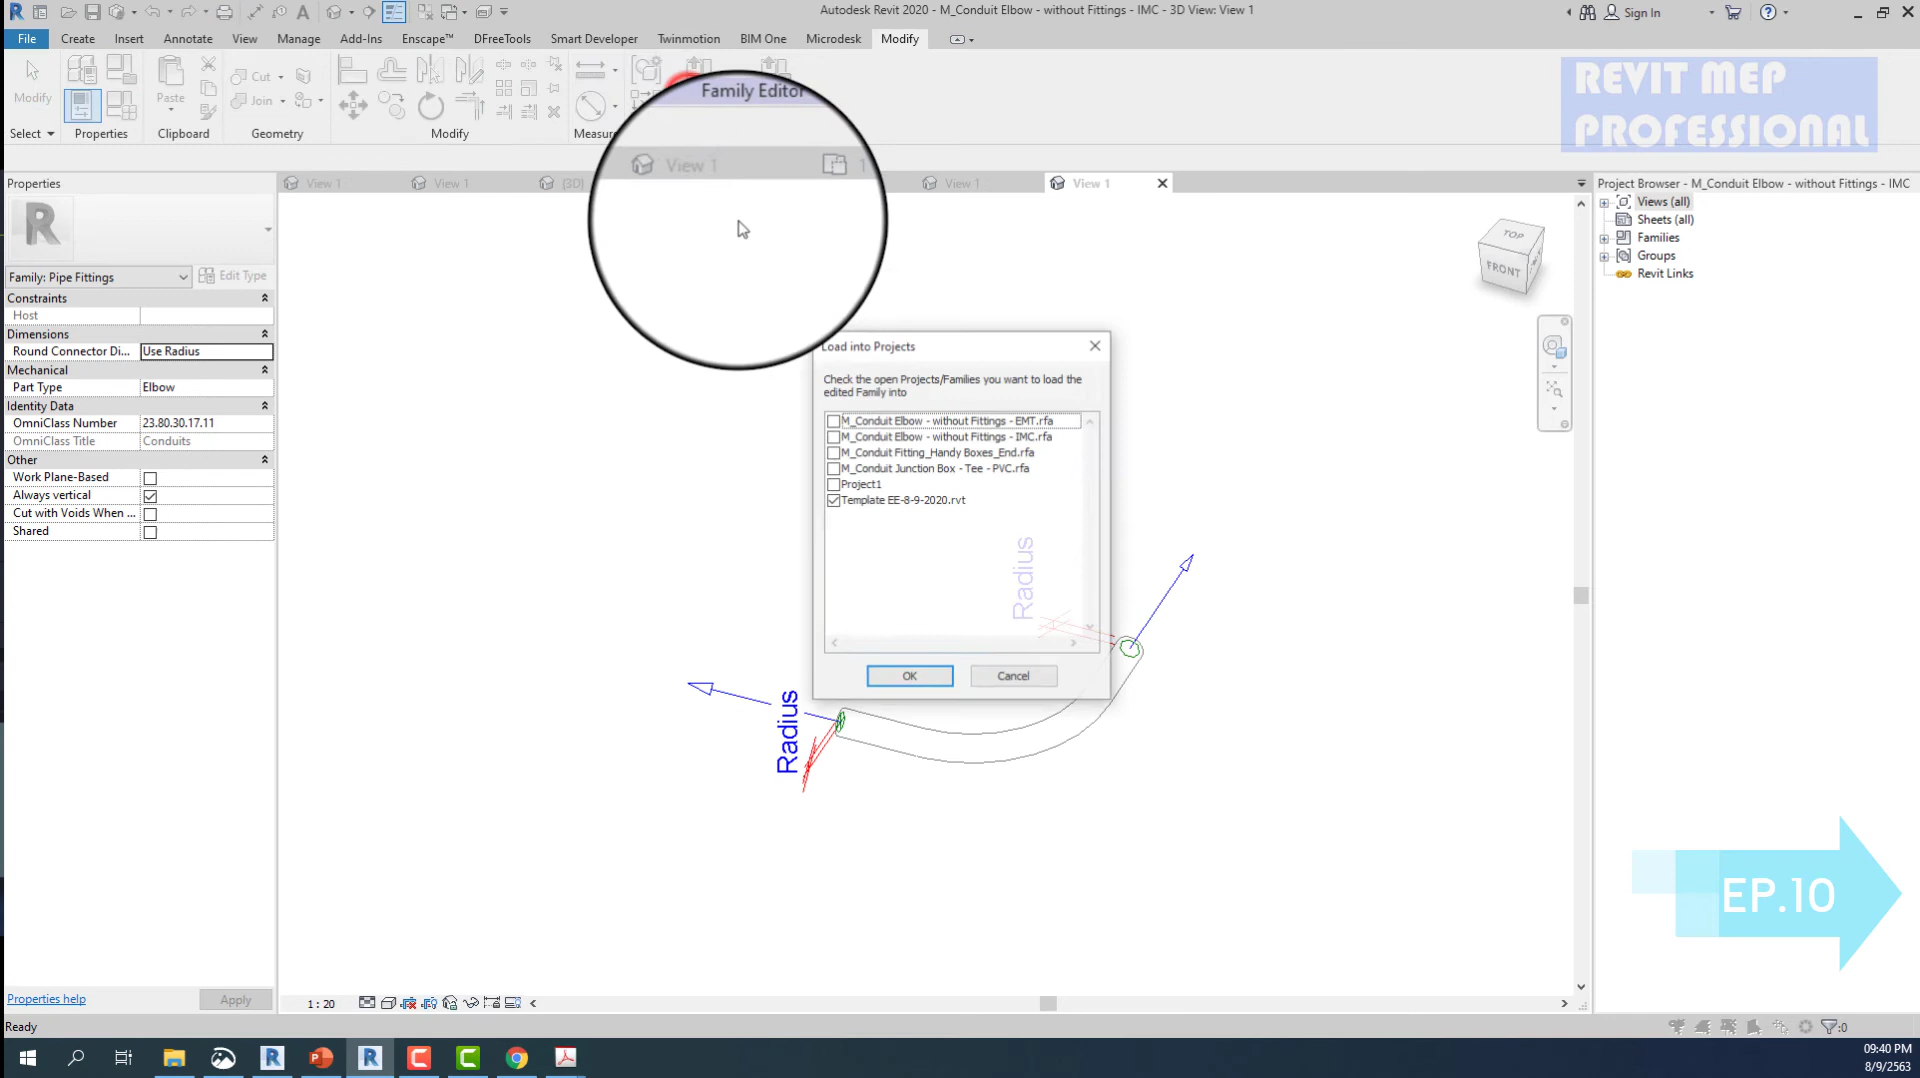 Autodesk Revit 2020 - M_Conduit Elbow - without Fittings - IMC - 3D View: View 1
Sign In
File Create Insert Annotate View Manage Add-Ins Enscape™ DFreeTools Smart Developer Twinmotion BIM One Microdesk Modify
Modify
Paste
Cut
Join
Select Properties Clipboard Geometry Modify Measure
Family Editor
View 1
1
REVIT MEP
PROFESSIONAL
Properties
View 1
View 1
{3D}
View 1
View 1
Project Browser - M_Conduit Elbow - without Fittings - IMC
Views (all)
Sheets (all)
Families
Groups
Revit Links
R
Family: Pipe Fittings
Edit Type
Constraints
Host
Dimensions
Round Connector Di... Use Radius
Mechanical
Part Type Elbow
Identity Data
OmniClass Number 23.80.30.17.11
OmniClass Title Conduits
Other
Work Plane-Based
Always vertical
Cut with Voids When ...
Shared
TOP
FRONT
Load into Projects
Check the open Projects/Families you want to load the
edited Family into
M_Conduit Elbow - without Fittings - EMT.rfa
M_Conduit Elbow - without Fittings - IMC.rfa
M_Conduit Fitting_Handy Boxes_End.rfa
M_Conduit Junction Box - Tee - PVC.rfa
Project1
Template EE-8-9-2020.rvt
Radius
OK Cancel
Radius
EP.10
Properties help
Apply
1 : 20
Ready
:0
09:40 PM
8/9/2563